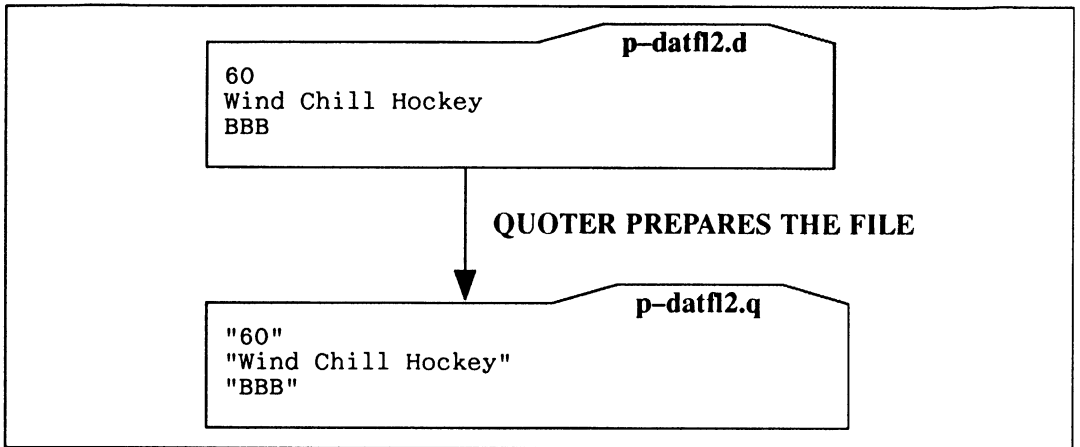 p–datfl2.d
60
Wind Chill Hockey
BBB
QUOTER PREPARES THE FILE
p–datfl2.q
"60"
"Wind Chill Hockey"
"BBB"